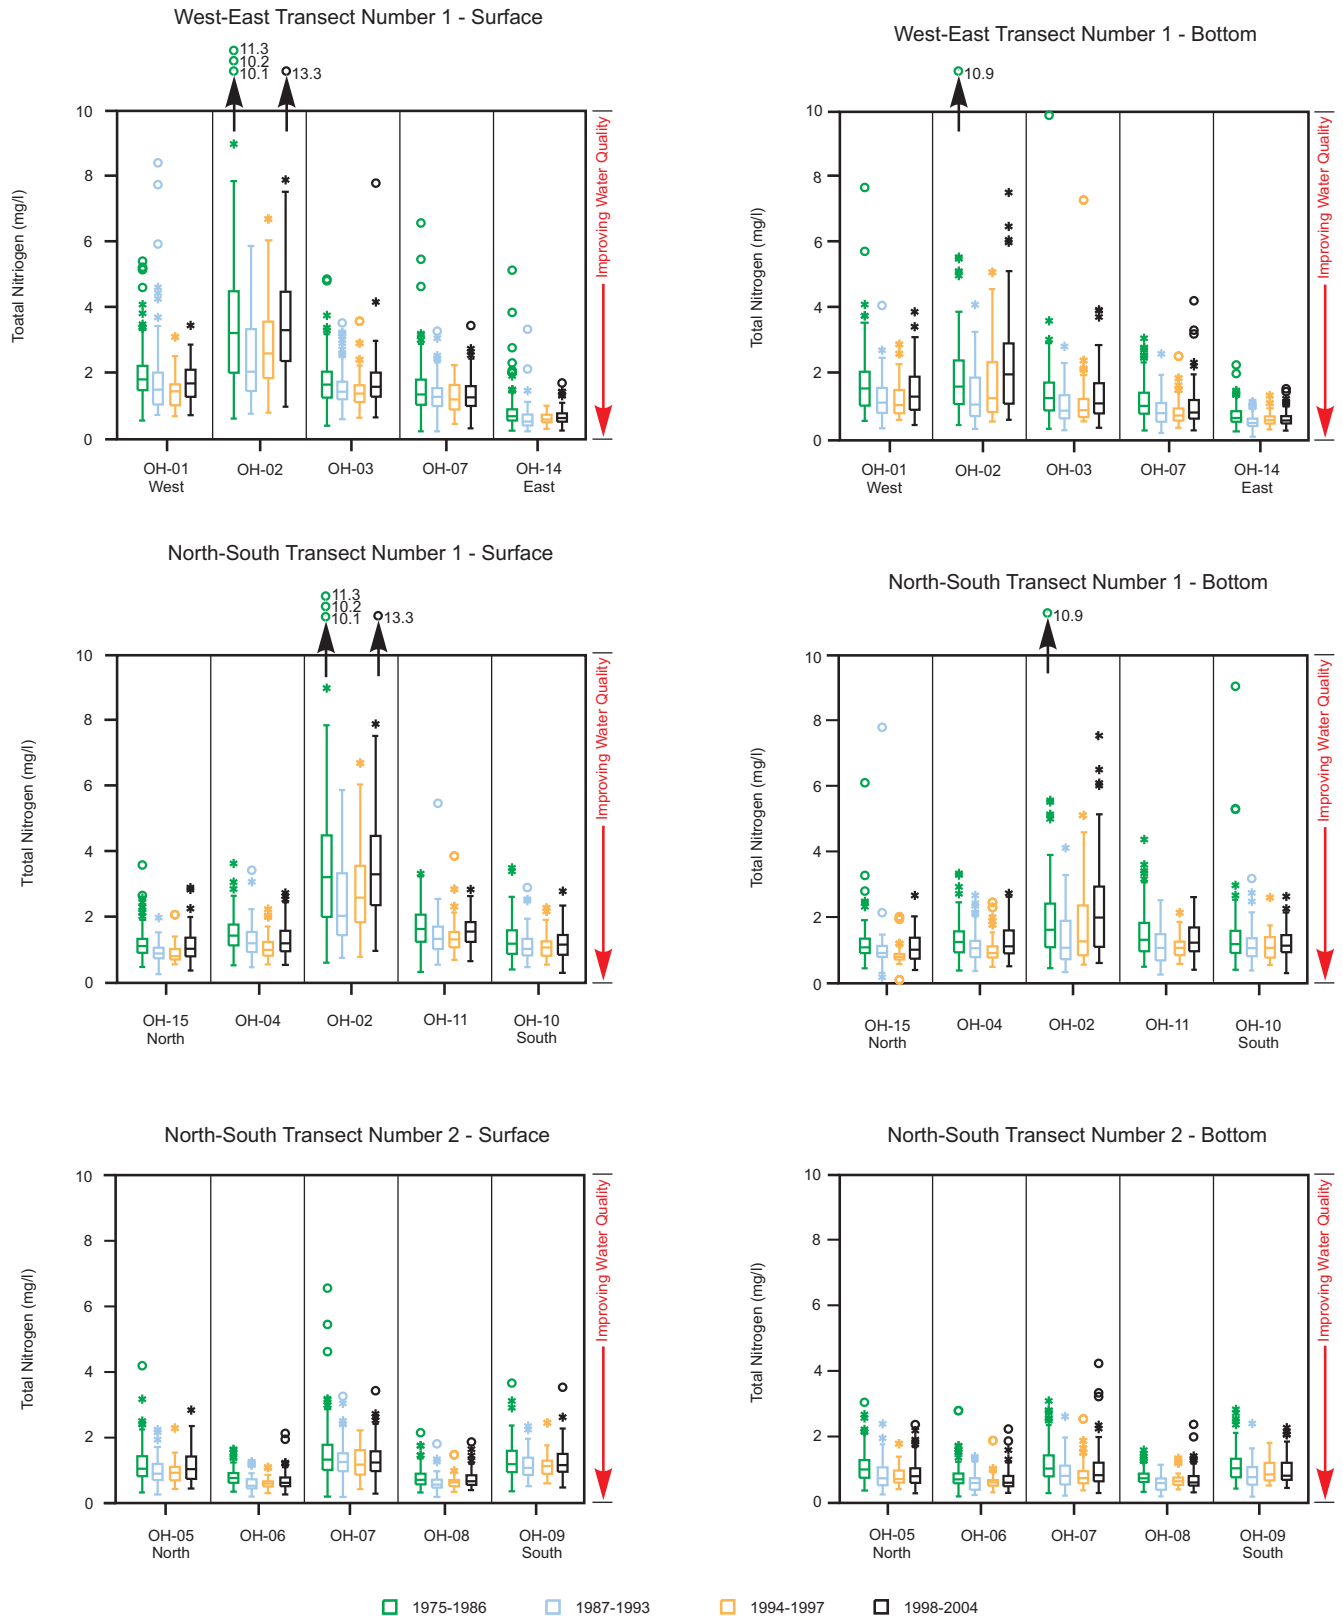 West-East Transect Number 1 - Surface
11.3
10.2
10.1
13.3
10
8
6
4
2
0
Toatal Nitriogen (mg/l)
Improving Water Quality
OH-01 OH-02 OH-03 OH-07 OH-14
West East
West-East Transect Number 1 - Bottom
10.9
10
8
6
4
2
0
Total Nitrogen (mg/l)
Improving Water Quality
OH-01 OH-02 OH-03 OH-07 OH-14
West East
North-South Transect Number 1 - Surface
11.3
10.2
10.1
13.3
10
8
6
4
2
0
Ttotal Nitrogen (mg/l)
Improving Water Quality
OH-15 OH-04 OH-02 OH-11 OH-10
North South
North-South Transect Number 1 - Bottom
10.9
10
8
6
4
2
0
Total Nitrogen (mg/l)
Improving Water Quality
OH-15 OH-04 OH-02 OH-11 OH-10
North South
North-South Transect Number 2 - Surface
10
8
6
4
2
0
Total Nitrogen (mg/l)
Improving Water Quality
OH-05 OH-06 OH-07 OH-08 OH-09
North South
North-South Transect Number 2 - Bottom
10
8
6
4
2
0
Total Nitrogen (mg/l)
Improving Water Quality
OH-05 OH-06 OH-07 OH-08 OH-09
North South
1975-1986 1987-1993 1994-1997 1998-2004